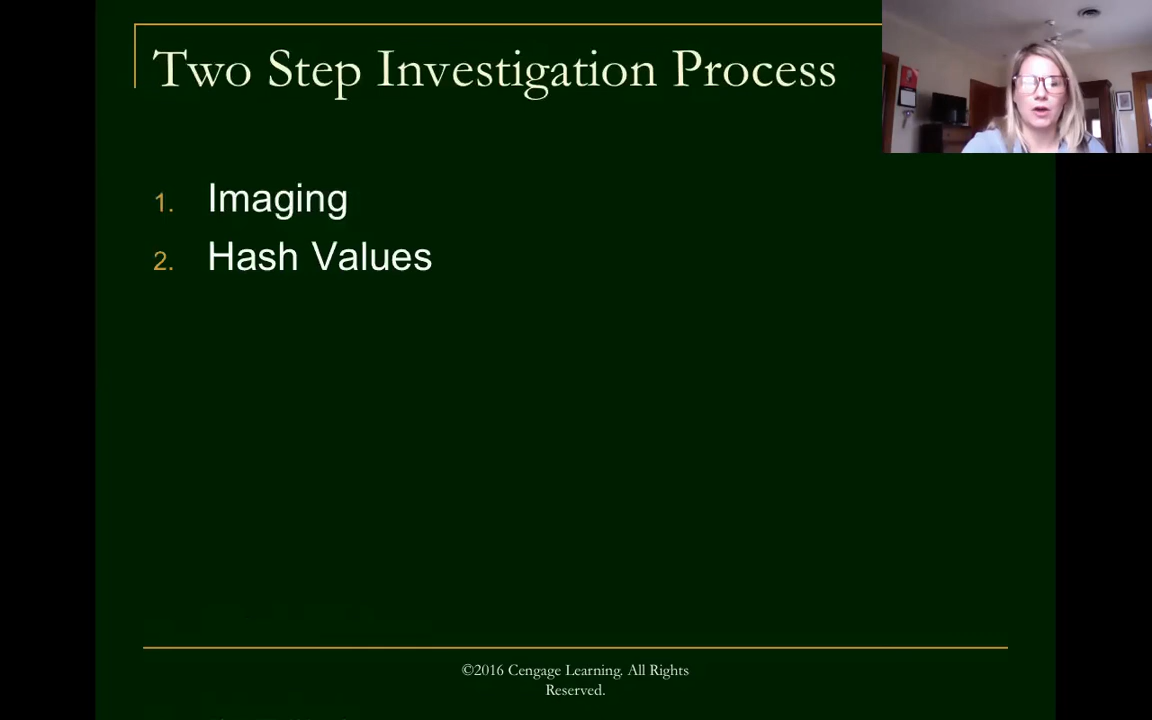 Two Step Investigation Process
1. Imaging
2. Hash Values
©2016 Cengage Learning. All Rights
Reserved.